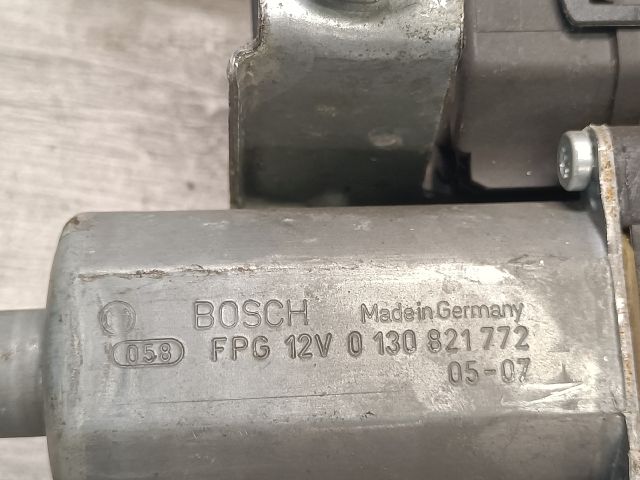 BOSCH Made in Germany
058 FPG 12V 0 130 821 772
05-07